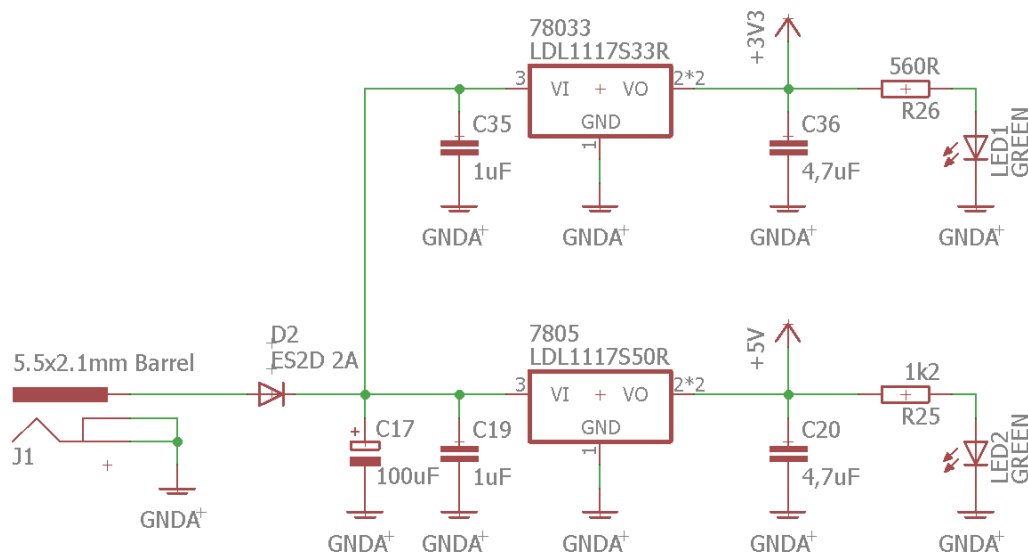 78033
LDL1117S33R
3
VI
VO
2*2
GND
1
+3V3
560R
R26
C35
1uF
C36
4,7uF
LED1
GREEN
GNDA
GNDA
GNDA
GNDA
5.5x2.1mm Barrel
J1
GNDA
D2
ES2D 2A
7805
LDL1117S50R
3
VI
VO
2*2
GND
1
+5V
1k2
R25
C17
100uF
C19
1uF
C20
4,7uF
LED2
GREEN
GNDA
GNDA
GNDA
GNDA
GNDA